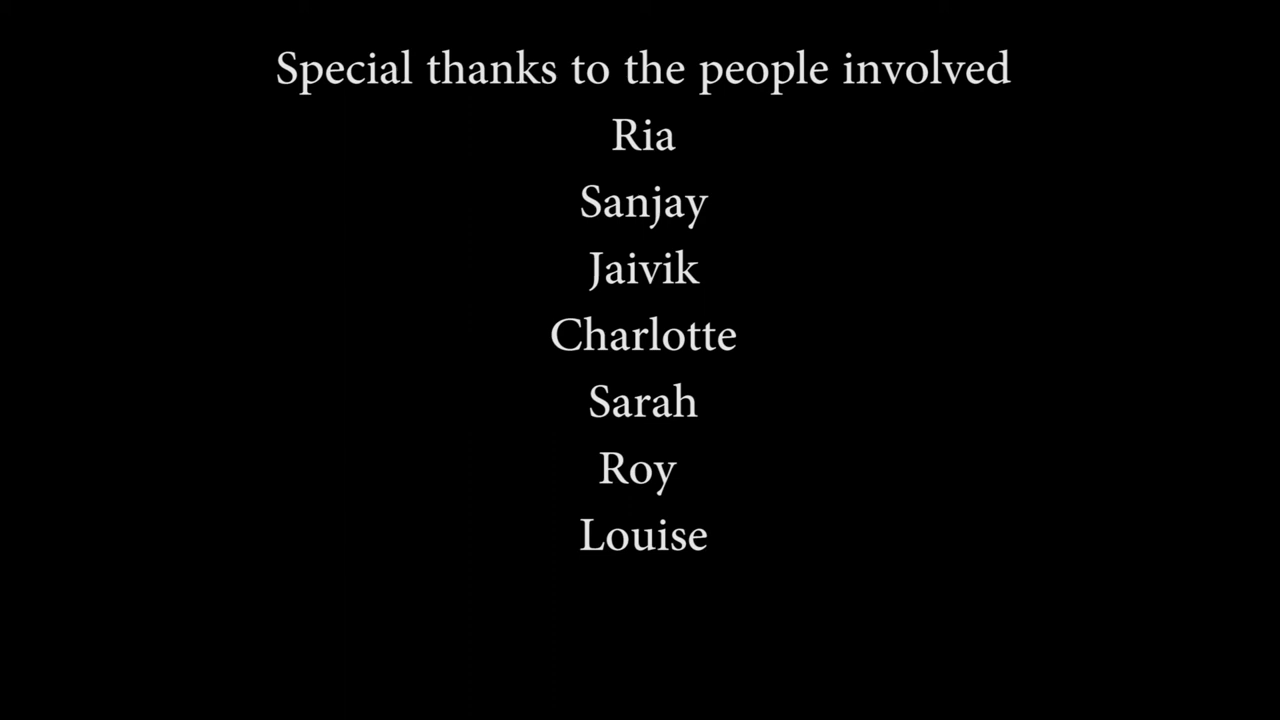 Special thanks to the people involved
Ria
Sanjay
Jaivik
Charlotte
Sarah
Roy
Louise